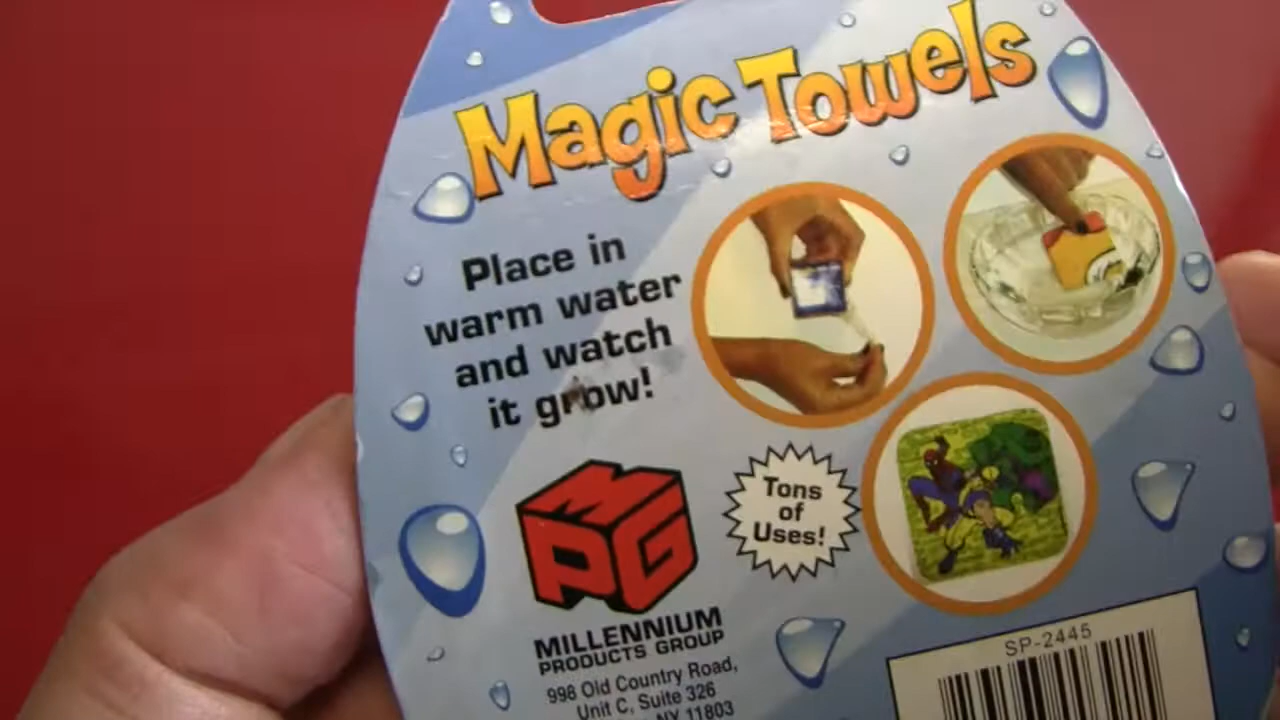 Magic Towels
Place in
warm water
and watch
it grow!
Tons
of
Uses!
MPG
MILLENNIUM
PRODUCTS GROUP
998 Old Country Road,
Unit C, Suite 326
NY 11803
SP-2445